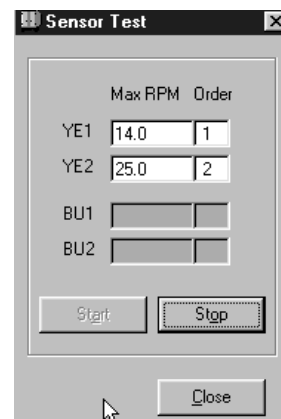 Sensor Test
Max RPM Order
YE1 14.0 1
YE2 25.0 2
BU1
BU2
Start Stop
Close